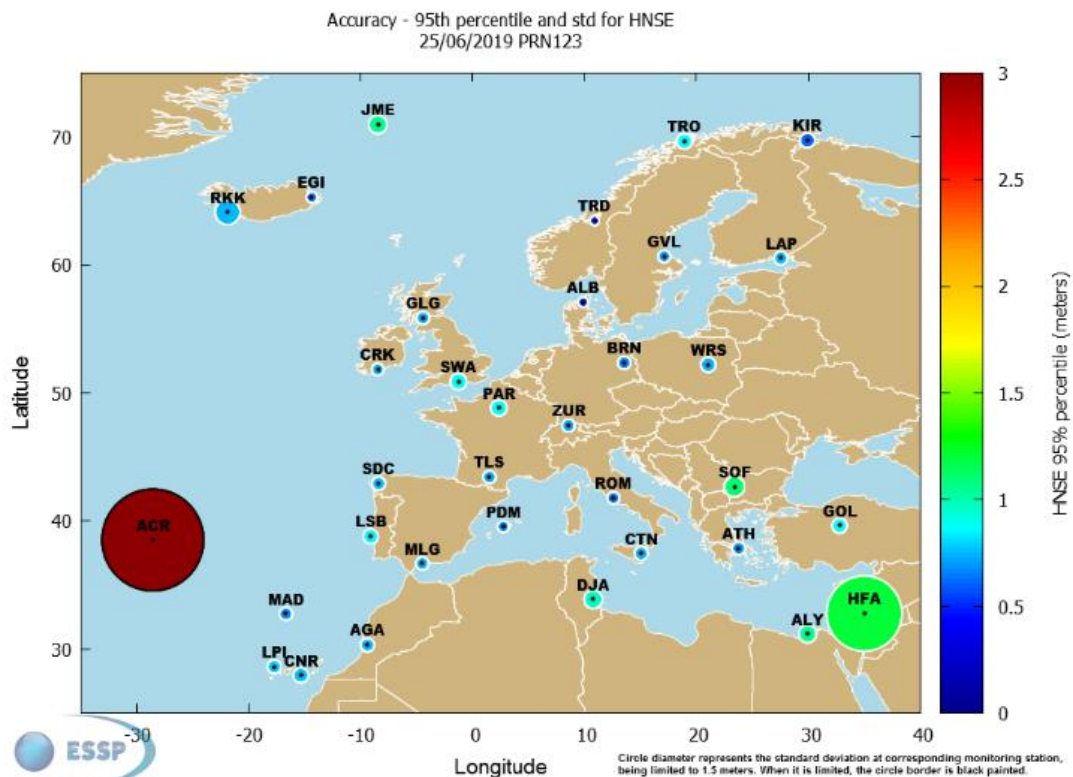 Accuracy - 95th percentile and std for HNSE
25/06/2019 PRN123
3
JME
70
TRO
KIR
EGI
RKK
2.5
TRD
GVL
LAP
60
ALB
GLG
2
CRK
BRN
WRS
SWA
Latitude
50
PAR
ZUR
1.5
HNSE 95% percentile (meters)
SDC
TLS
SOF
ROM
ACR
40
LSB
PDM
GOL
1
MLG
CTN
ATH
MAD
DJA
HFA
ALY
0.5
AGA
30
LPI
CNR
0
-30
-20
-10
0
10
20
30
40
ESSP
Longitude
Circle diameter represents the standard deviation at corresponding monitoring station,
being limited to 1.5 meters. When it is limited, the circle border is black painted.